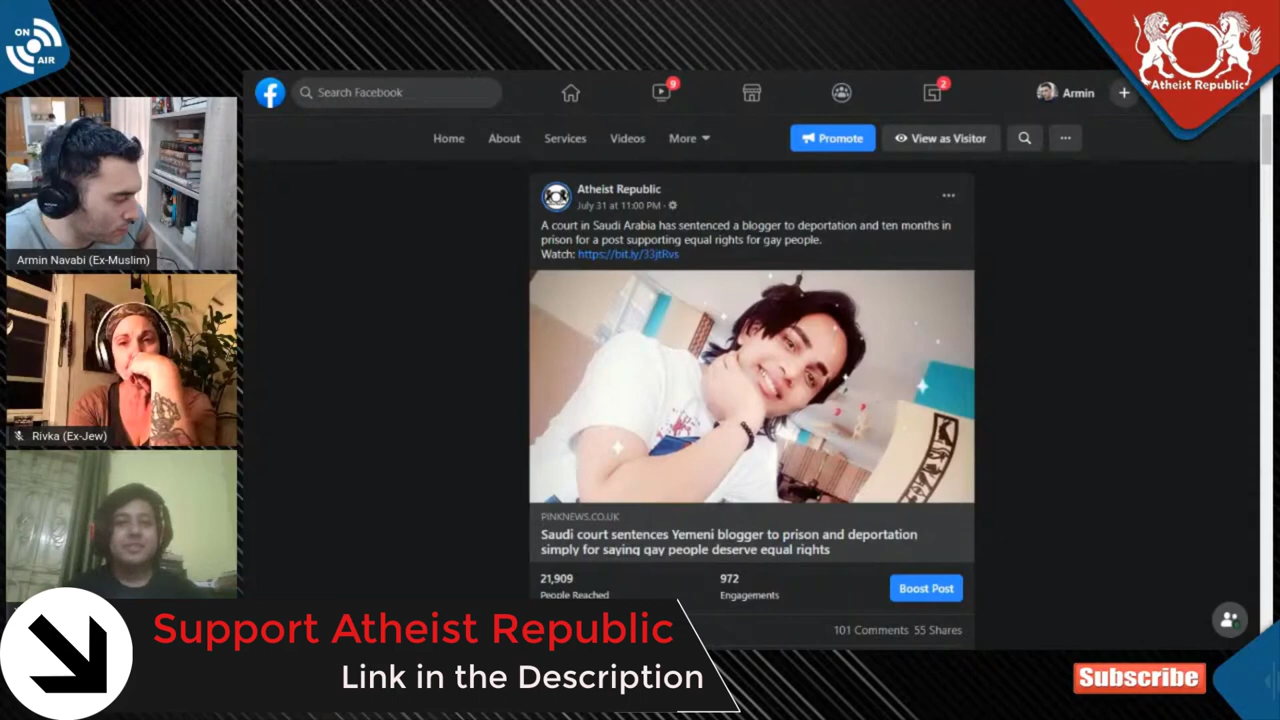 ON
AIR
Search Facebook
9
2
Armin
Atheist Republic
Home
About
Services
Videos
More
Promote
View as Visitor
Armin Navabi (Ex-Muslim)
Rivka (Ex-Jew)
Atheist Republic
July 31 at 11:00 PM
A court in Saudi Arabia has sentenced a blogger to deportation and ten months in
prison for a post supporting equal rights for gay people.
Watch: https://bit.ly/33jtRvs
PINKNEWS.CO.UK
Saudi court sentences Yemeni blogger to prison and deportation
simply for saying gay people deserve equal rights
21,909
People Reached
972
Engagements
Boost Post
101 Comments 55 Shares
Support Atheist Republic
Link in the Description
Subscribe